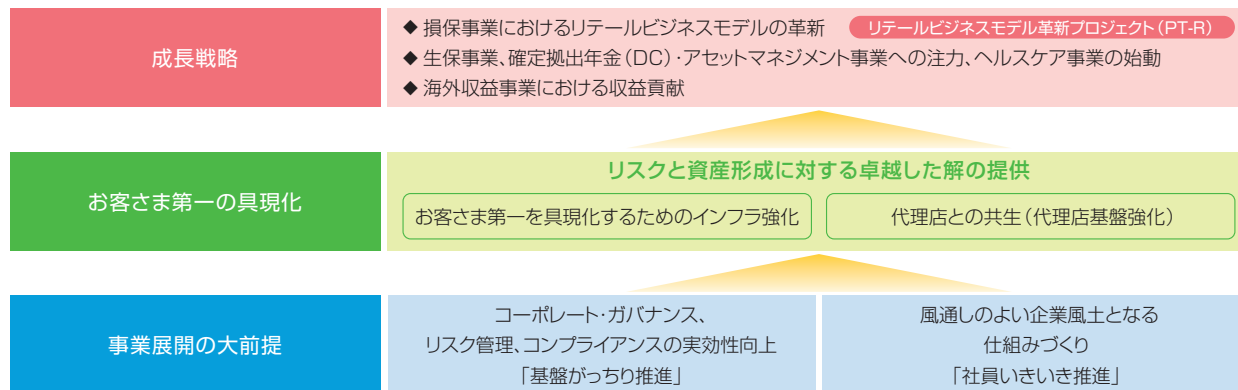 成長戦略
◆ 損保事業におけるリテールビジネスモデルの革新 リテールビジネスモデル革新プロジェクト（PT-R）
◆ 生保事業、確定拠出年金（DC）・アセットマネジメント事業への注力、ヘルスケア事業の始動
◆ 海外収益事業における収益貢献
お客さま第一の具現化
リスクと資産形成に対する卓越した解の提供
お客さま第一を具現化するためのインフラ強化
代理店との共生（代理店基盤強化）
事業展開の大前提
コーポレート・ガバナンス、
リスク管理、コンプライアンスの実効性向上
「基盤がっちり推進」
風通しのよい企業風土となる
仕組みづくり
「社員いきいき推進」